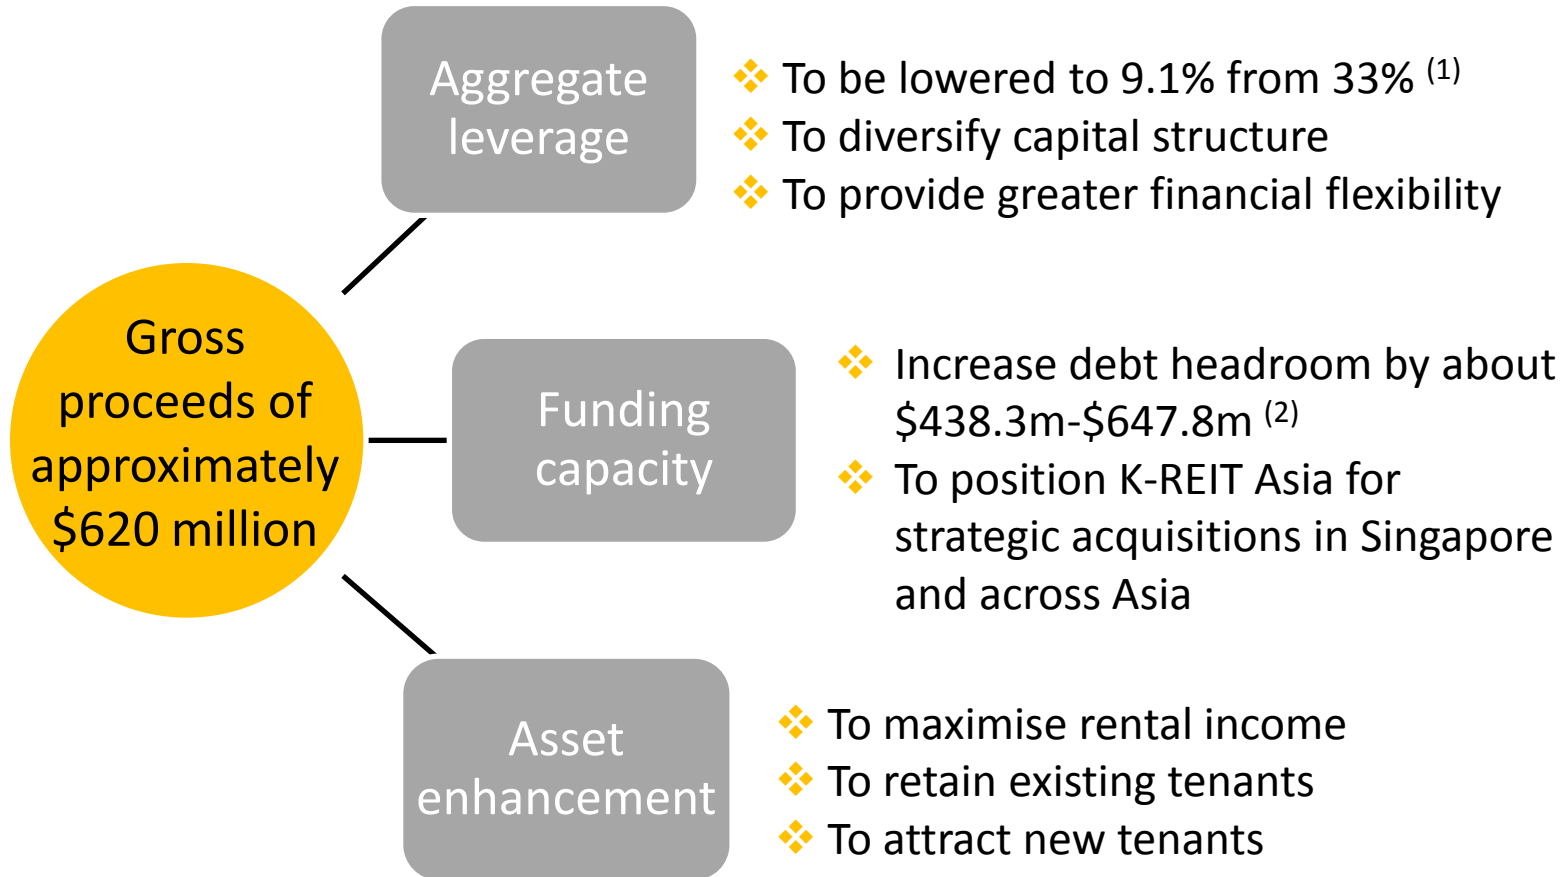 Aggregate
leverage
❖ To be lowered to 9.1% from 33% (1)
❖ To diversify capital structure
❖ To provide greater financial flexibility
Gross
proceeds of
approximately
$620 million
Funding
capacity
❖ Increase debt headroom by about
$438.3m-$647.8m (2)
❖ To position K-REIT Asia for
strategic acquisitions in Singapore
and across Asia
Asset
enhancement
❖ To maximise rental income
❖ To retain existing tenants
❖ To attract new tenants